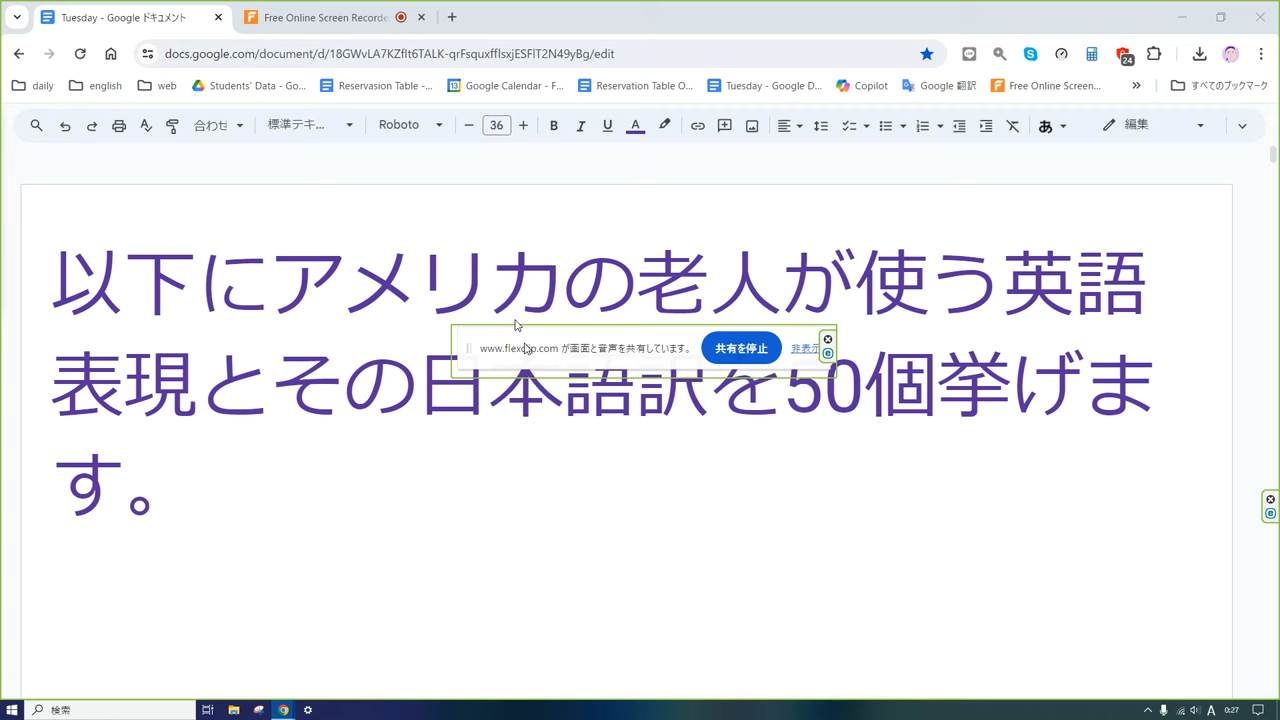 Tuesday - Google ドキュメント
Free Online Screen Recorde
docs.google.com/document/d/18GWvLA7KZflt6TALK-qrFsquxfflsxjESFlT2N49yBg/edit
24
daily
english
web
Students' Data - Go...
Reservasion Table -...
Google Calendar - F...
Reservation Table O...
Tuesday - Google D...
Copilot
Google 翻訳
Free Online Screen...
すべてのブックマーク
合わせ
標準テキ...
Roboto
36
編集
以下にアメリカの老人が使う英語
www.flexclip.com が画面と音声を共有しています。
共有を停止
非表示
表現とその日本語訳を50個挙げま
す。
検索
A
0:27